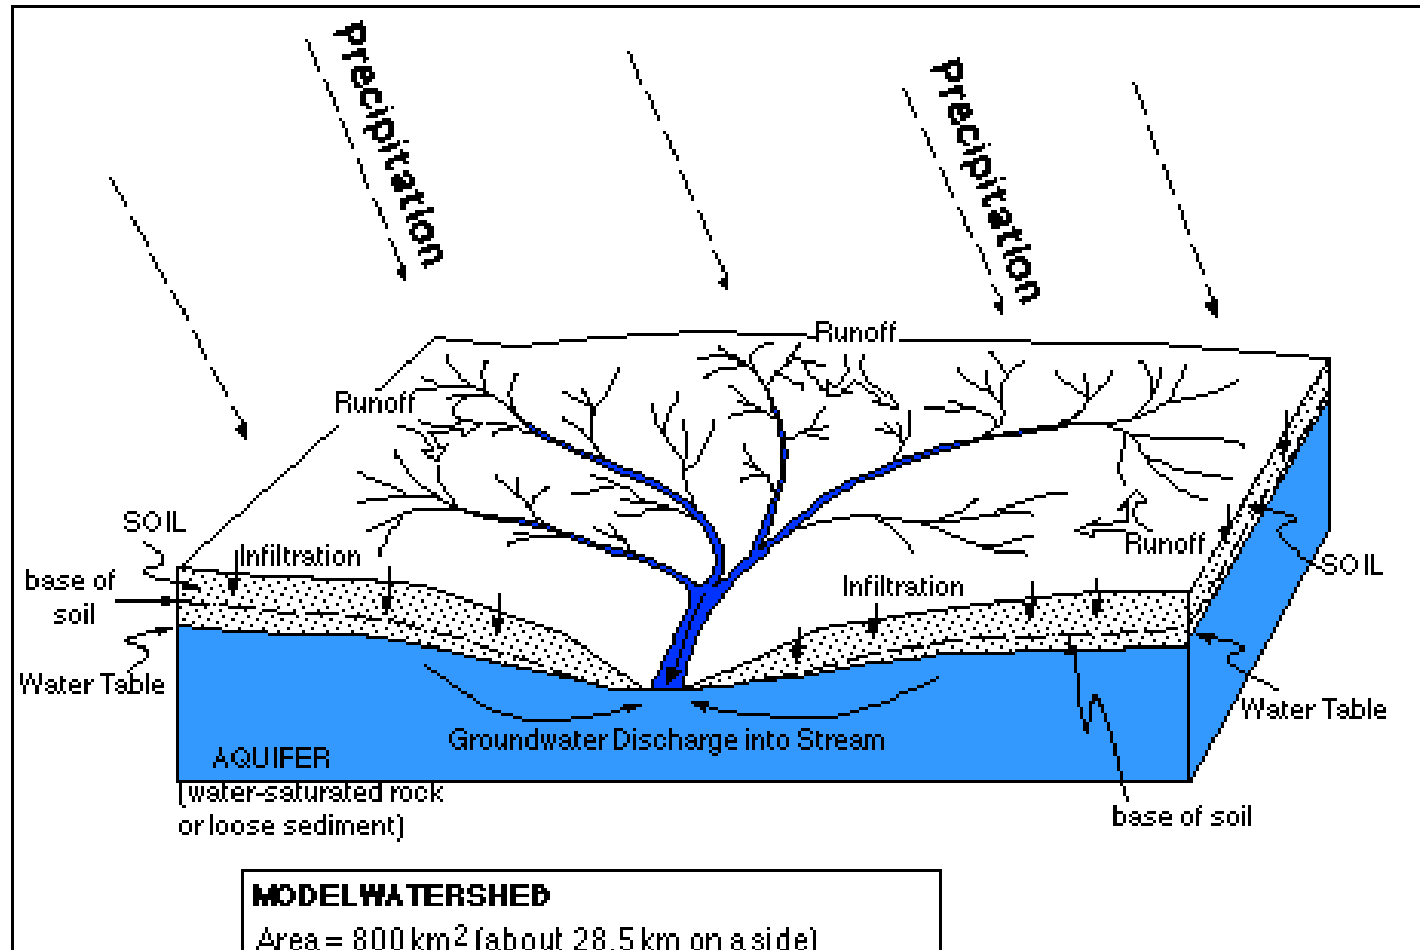 Precipitation
Precipitation
Runoff
Runoff
SOIL
Infiltration
Runoff
SOIL
base of
soil
Infiltration
Water Table
Water Table
Groundwater Discharge into Stream
AQUIFER
(water-saturated rock
or loose sediment)
base of soil
MODEL WATERSHED
Area = 800 km² (about 28.5 km on a side)